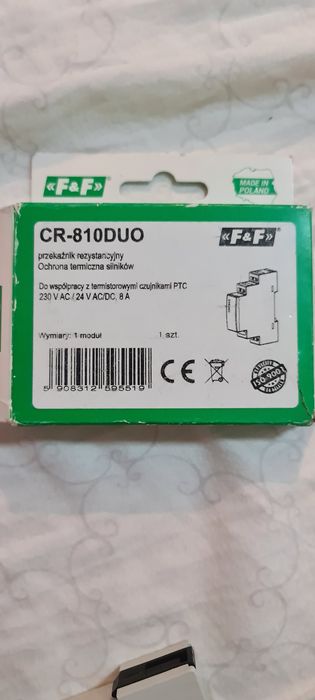 «F&F»
MADE IN
POLAND
CR-810DUO
«F&F»
przekaźnik rezystancyjny
Ochrona termiczna silników
Do współpracy z termistorowymi czujnikami PTC
230 V AC / 24 V AC/DC, 8 A
Wymiary: 1 moduł
1 szt.
5 908312 595519
CE
ISO-9001